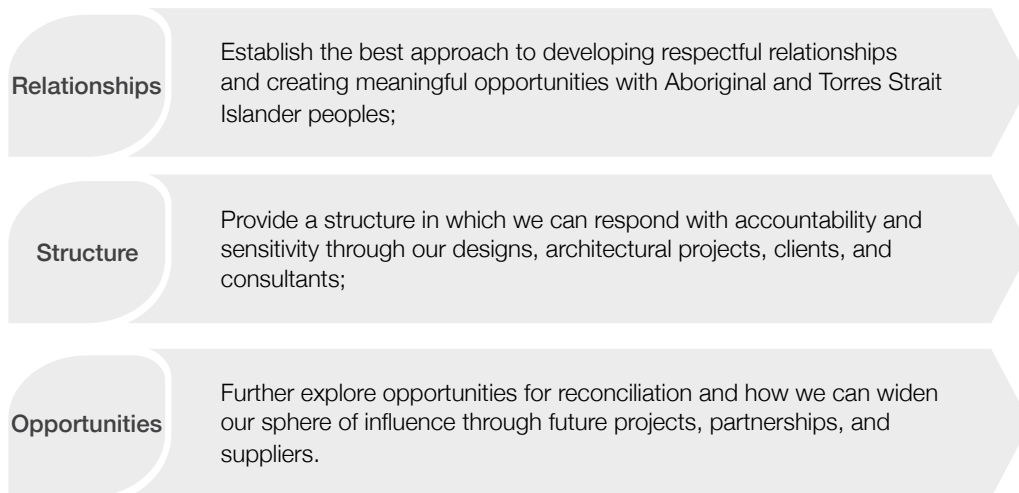 Relationships
Establish the best approach to developing respectful relationships
and creating meaningful opportunities with Aboriginal and Torres Strait
Islander peoples;
Structure
Provide a structure in which we can respond with accountability and
sensitivity through our designs, architectural projects, clients, and
consultants;
Opportunities
Further explore opportunities for reconciliation and how we can widen
our sphere of influence through future projects, partnerships, and
suppliers.